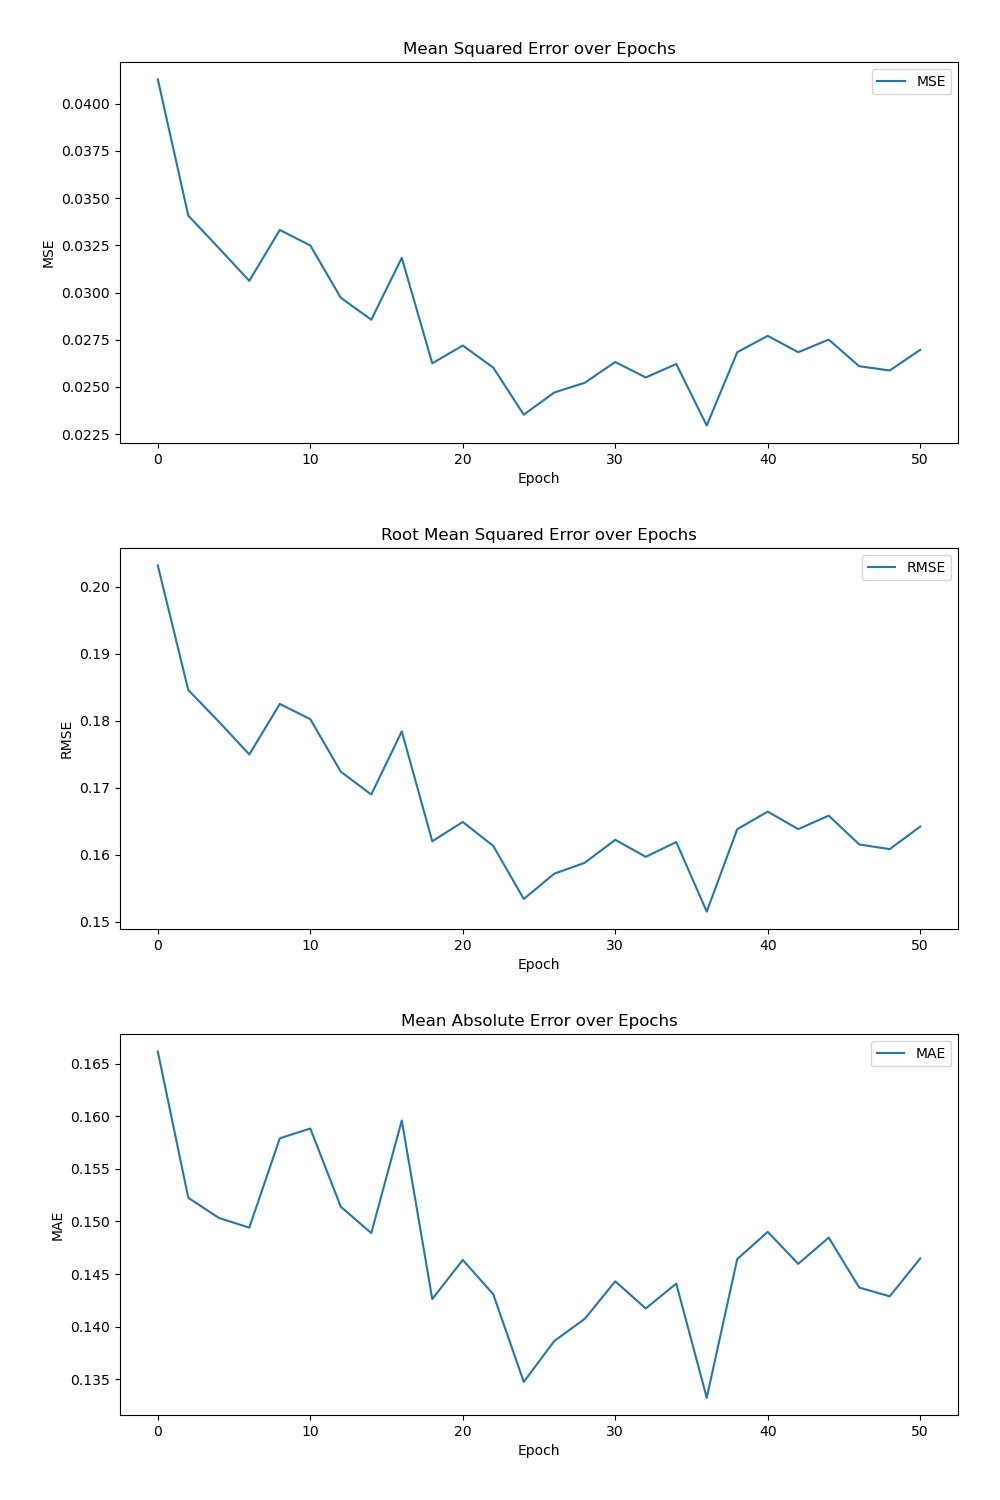 Mean Squared Error over Epochs
MSE
0.0400
0.0375
0.0350
0.0325
0.0300
0.0275
0.0250
0.0225
MSE
0 10 20 30 40 50
Epoch
Root Mean Squared Error over Epochs
RMSE
0.20
0.19
0.18
0.17
0.16
0.15
RMSE
0 10 20 30 40 50
Epoch
Mean Absolute Error over Epochs
MAE
0.165
0.160
0.155
0.150
0.145
0.140
0.135
MAE
0 10 20 30 40 50
Epoch